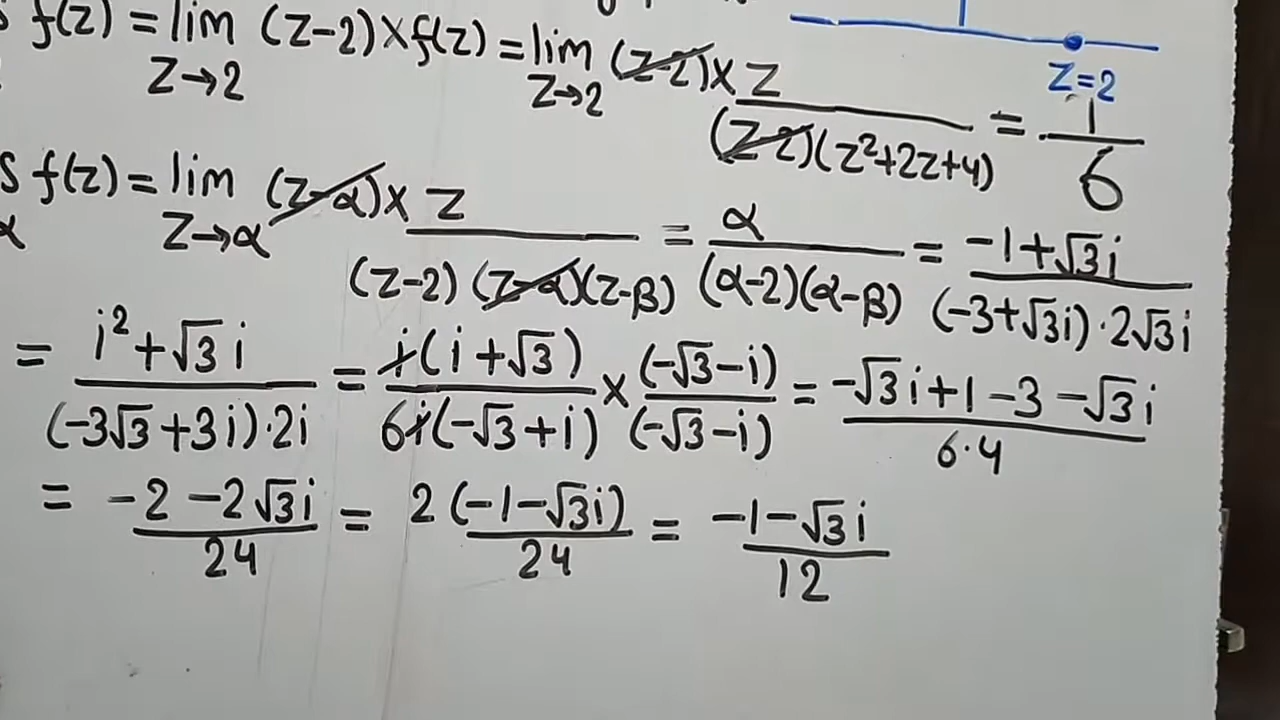 f(z) = lim (z-2)×f(z) = lim (z-2)× z / (z-2)(z²+2z+4) = 1/6
z→2 z→2
z=2
s f(z) = lim (z-α)× z / (z-2)(z-α)(z-β) = α / (α-2)(α-β) = -1+√3i / (-3+√3i)·2√3i
α z→α
= i²+√3i / (-3√3+3i)·2i = i(i+√3) / 6i(-√3+i) × (-√3-i) / (-√3-i) = -√3i+1-3-√3i / 6·4
= -2-2√3i / 24 = 2(-1-√3i) / 24 = -1-√3i / 12